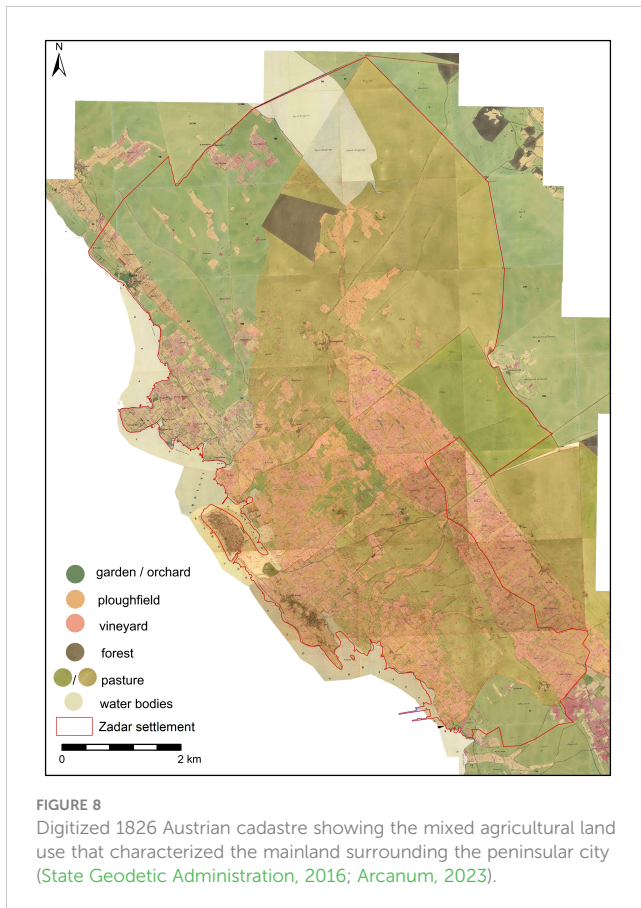 N
garden / orchard
ploughfield
vineyard
forest
/ pasture
water bodies
Zadar settlement
0 2 km
FIGURE 8
Digitized 1826 Austrian cadastre showing the mixed agricultural land
use that characterized the mainland surrounding the peninsular city
(State Geodetic Administration, 2016; Arcanum, 2023).